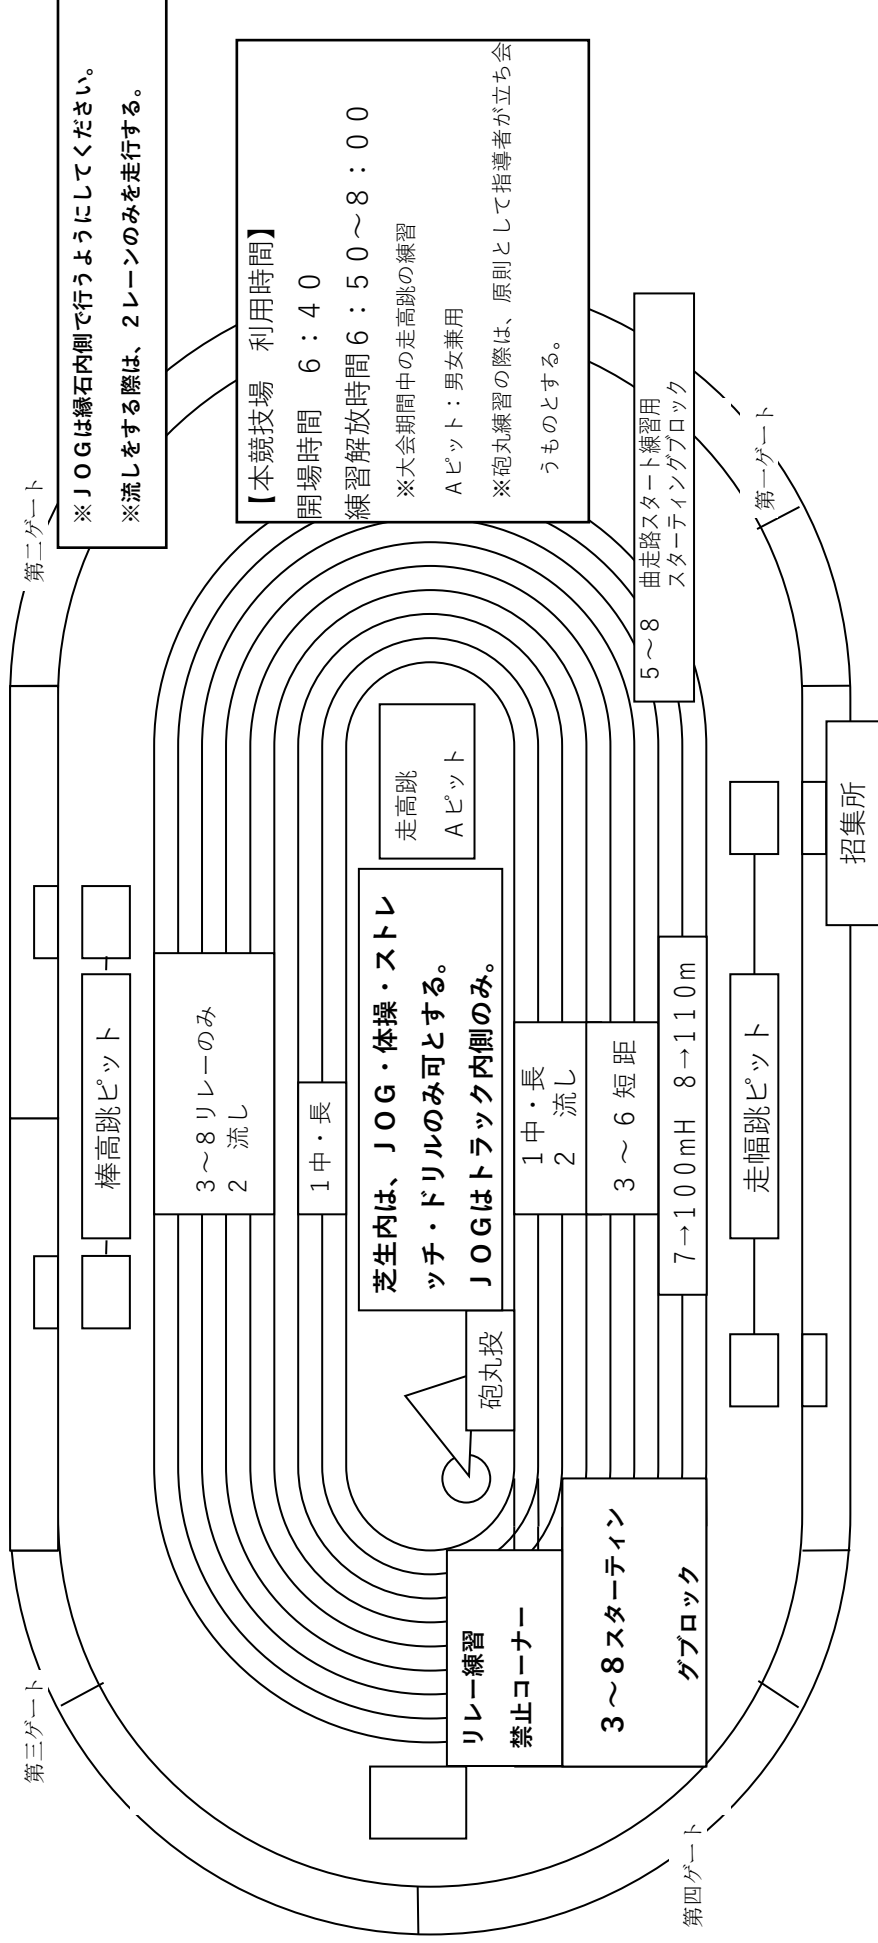 ※ＪＯＧは縁石内側で行うようにしてください。
※流しをする際は、２レーンのみを走行する。
【本競技場　利用時間】
開場時間　６：４０
練習解放時間６：５０～８：００
※大会期間中の走高跳の練習
Ａピット：男女兼用
※砲丸練習の際は、原則として指導者が立ち会
うものとする。
第二ゲート
第三ゲート
棒高跳ピット
３～８リレーのみ
２　流し
１中・長
走高跳
Ａピット
芝生内は、ＪＯＧ・体操・ストレ
ッチ・ドリルのみ可とする。
ＪＯＧはトラック内側のみ。
砲丸投
リレー練習
禁止コーナー
１中・長
２　流し
３～６短距
７→１００ｍＨ　８→１１０ｍ
３～８スターティン
グブロック
５～８　曲走路スタート練習用
スターティングブロック
走幅跳ピット
第一ゲート
第四ゲート
招集所